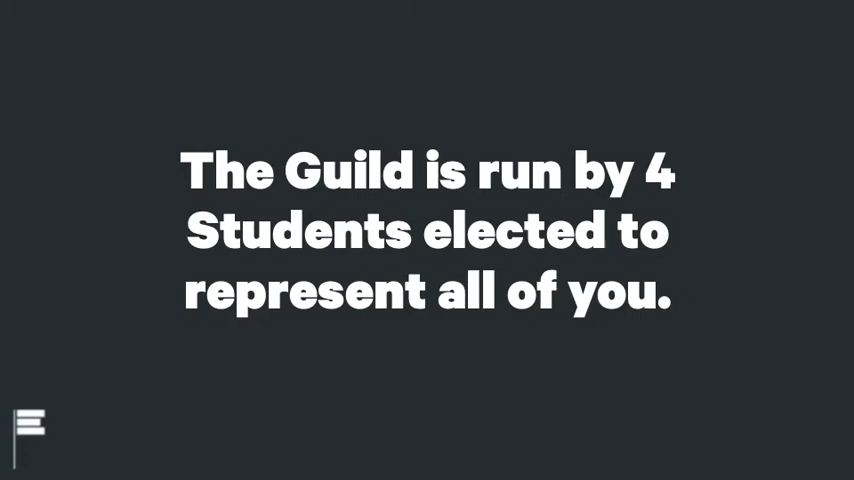 The Guild is run by 4
Students elected to
represent all of you.